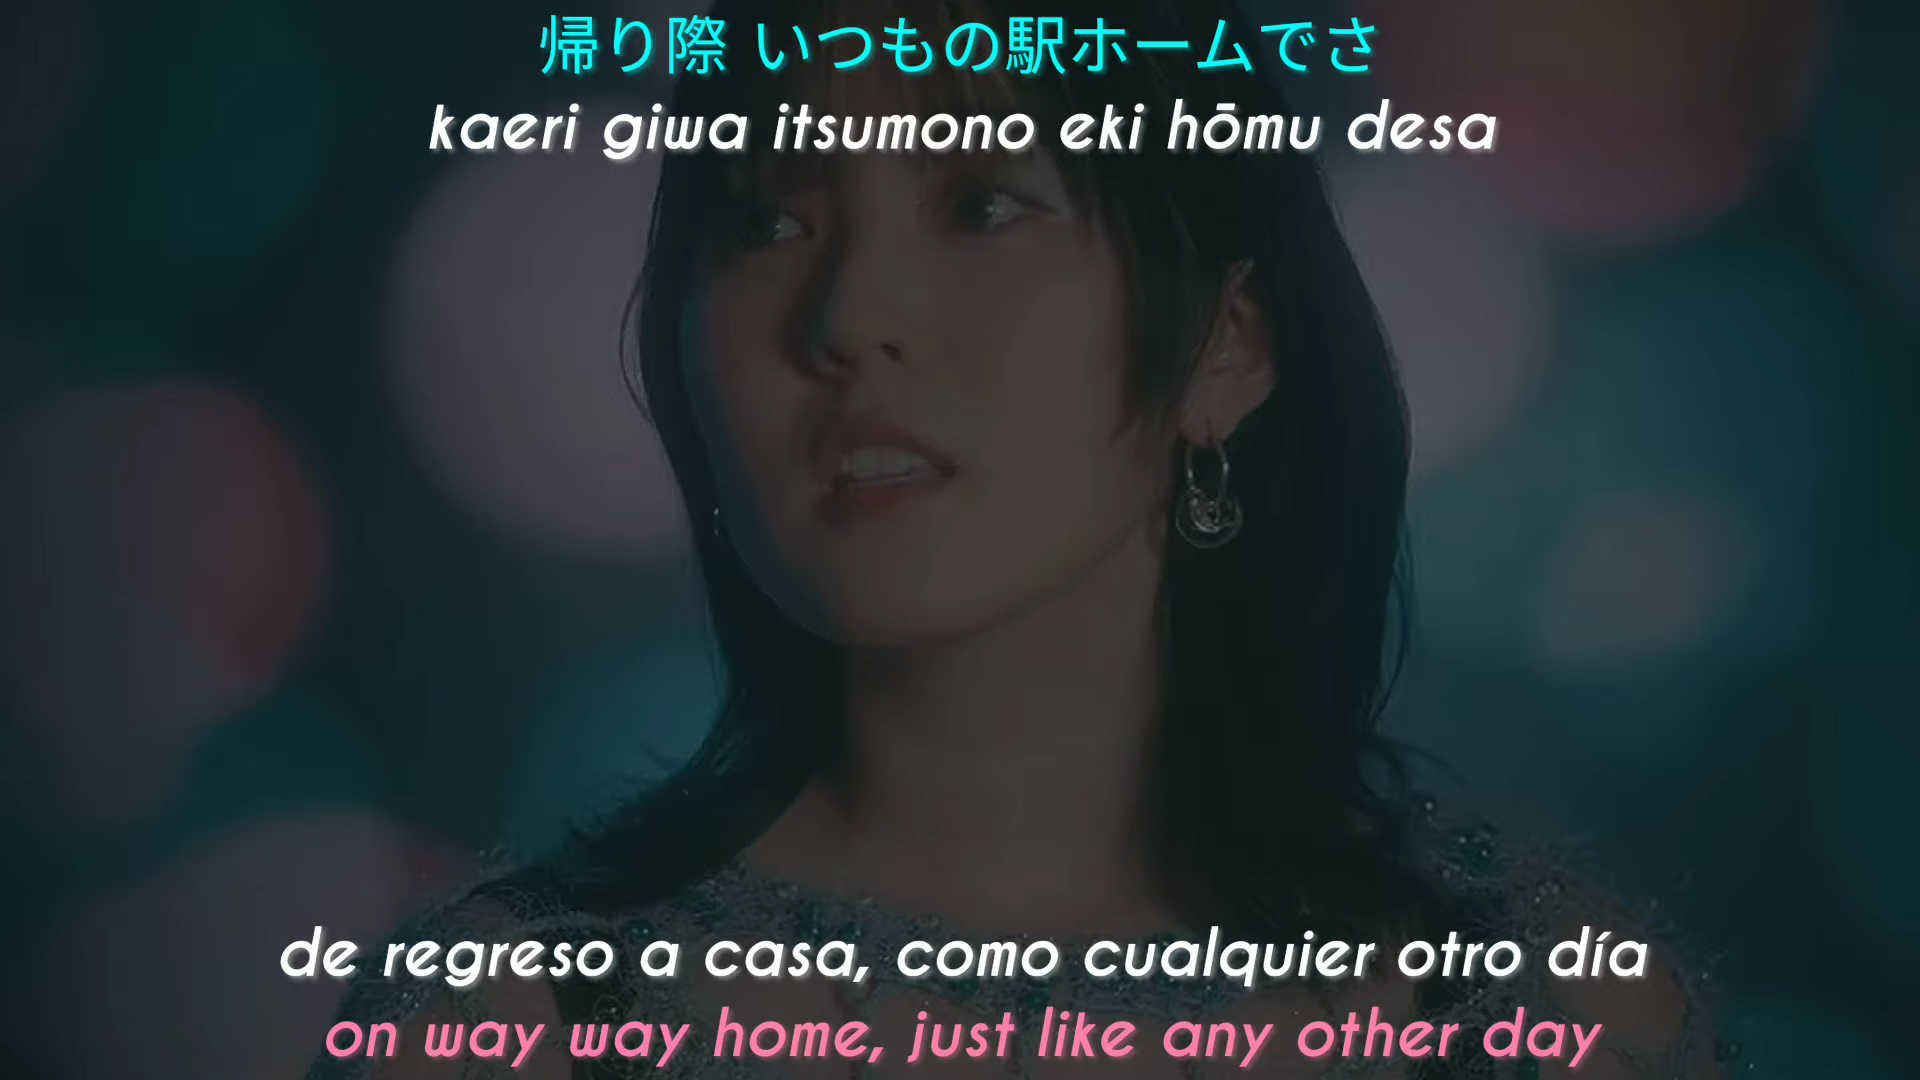 帰り際 いつもの駅ホームでさ
kaeri giwa itsumono eki hōmu desa
de regreso a casa, como cualquier otro día
on way way home, just like any other day